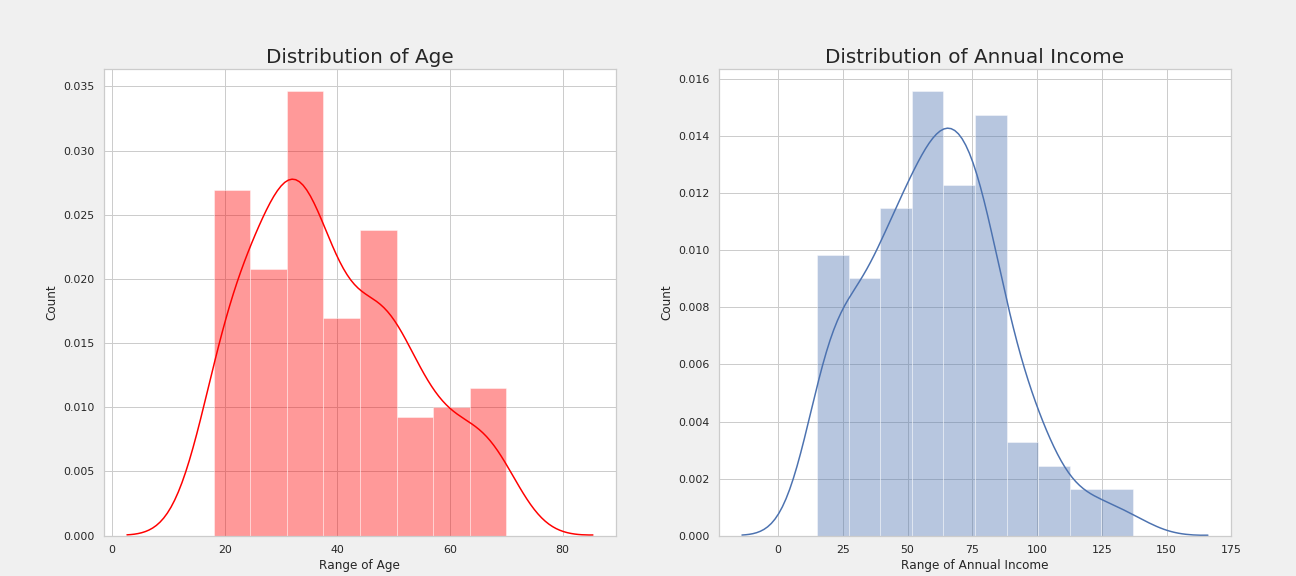 Distribution of Age
0.035
0.030
0.025
0.020
0.015
0.010
0.005
0.000
Count
0 20 40 60 80
Range of Age
Distribution of Annual Income
0.016
0.014
0.012
0.010
0.008
0.006
0.004
0.002
0.000
Count
0 25 50 75 100 125 150 175
Range of Annual Income